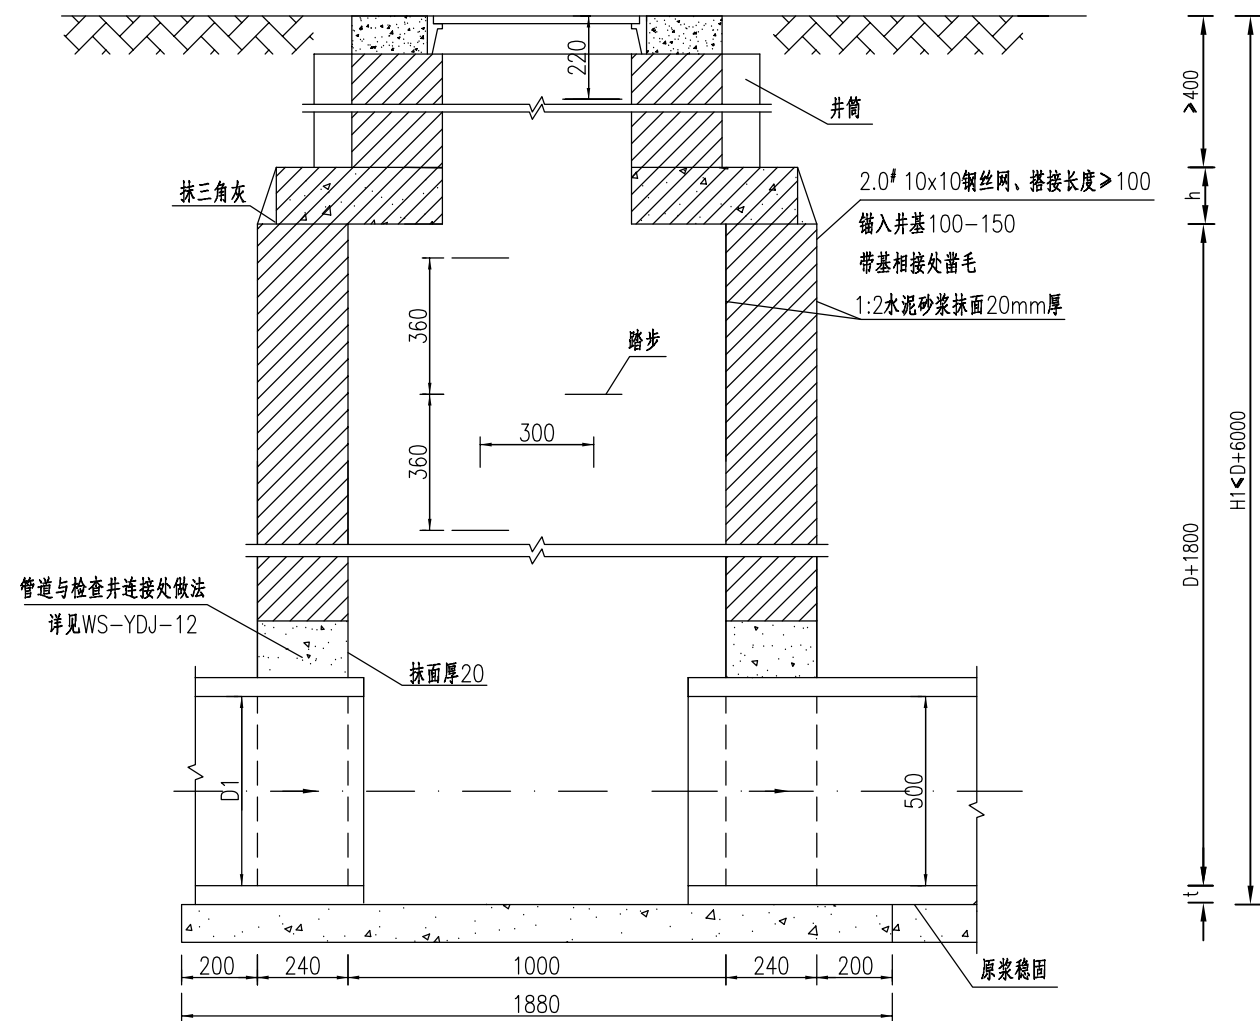 220
≥400
井筒
抹三角灰
2.0# 10x10钢丝网、搭接长度≥100
h
锚入井基100-150
带基相接处凿毛
1:2水泥砂浆抹面20mm厚
360
踏步
300
360
H1≤D+6000
D+1800
管道与检查井连接处做法
详见WS-YDJ-12
抹面厚20
D1
500
t
200
240
1000
240
200
原浆稳固
1880